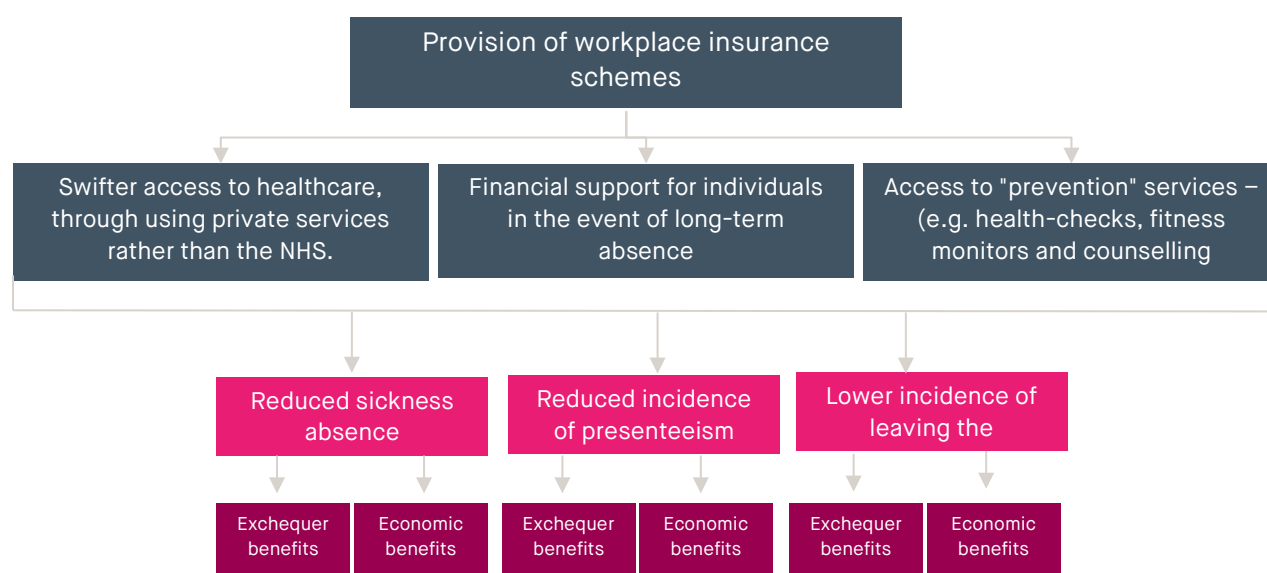 Provision of workplace insurance
schemes
Swifter access to healthcare,
through using private services
rather than the NHS.
Financial support for individuals
in the event of long-term
absence
Access to "prevention" services –
(e.g. health-checks, fitness
monitors and counselling
Reduced sickness
absence
Reduced incidence
of presenteeism
Lower incidence of
leaving the
Exchequer
benefits
Economic
benefits
Exchequer
benefits
Economic
benefits
Exchequer
benefits
Economic
benefits